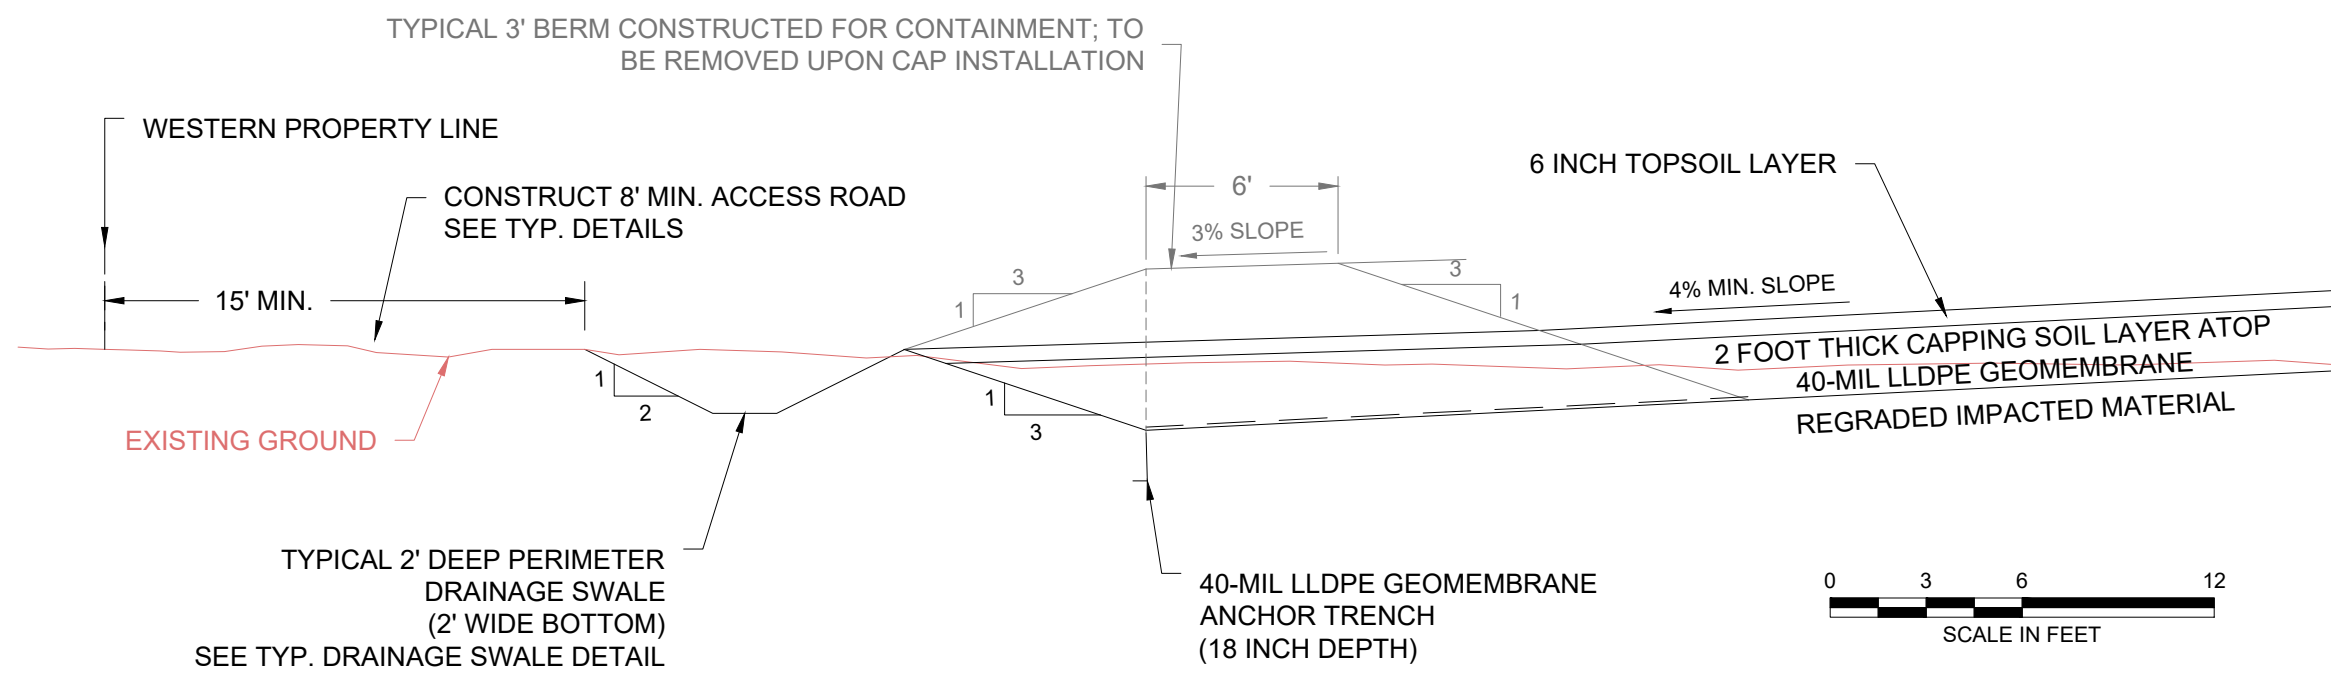 TYPICAL 3' BERM CONSTRUCTED FOR CONTAINMENT; TO
BE REMOVED UPON CAP INSTALLATION
WESTERN PROPERTY LINE
CONSTRUCT 8' MIN. ACCESS ROAD
SEE TYP. DETAILS
6 INCH TOPSOIL LAYER
6'
3% SLOPE
3
1
3
1
4% MIN. SLOPE
15' MIN.
2 FOOT THICK CAPPING SOIL LAYER ATOP
40-MIL LLDPE GEOMEMBRANE
REGRADED IMPACTED MATERIAL
1
2
1
3
EXISTING GROUND
TYPICAL 2' DEEP PERIMETER
DRAINAGE SWALE
(2' WIDE BOTTOM)
SEE TYP. DRAINAGE SWALE DETAIL
40-MIL LLDPE GEOMEMBRANE
ANCHOR TRENCH
(18 INCH DEPTH)
0 3 6 12
SCALE IN FEET